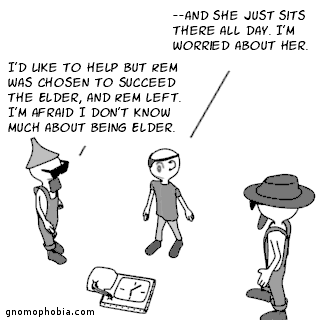 --AND SHE JUST SITS
THERE ALL DAY. I'M
WORRIED ABOUT HER.
I'D LIKE TO HELP BUT REM
WAS CHOSEN TO SUCCEED
THE ELDER, AND REM LEFT.
I'M AFRAID I DON'T KNOW
MUCH ABOUT BEING ELDER.
gnomophobia.com